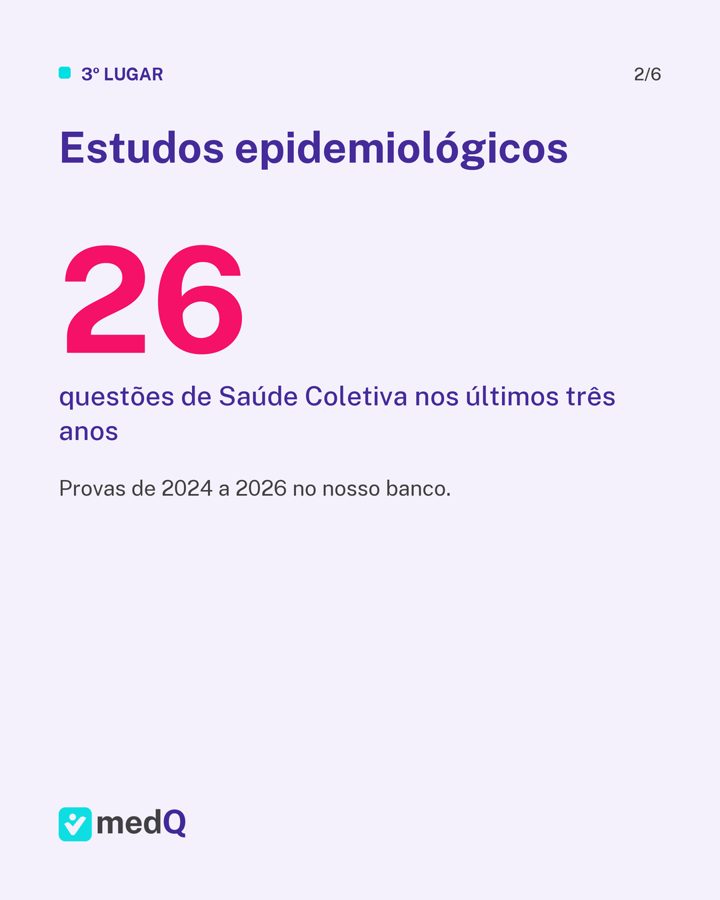 3º LUGAR
2/6
Estudos epidemiológicos
26
questões de Saúde Coletiva nos últimos três
anos
Provas de 2024 a 2026 no nosso banco.
medQ